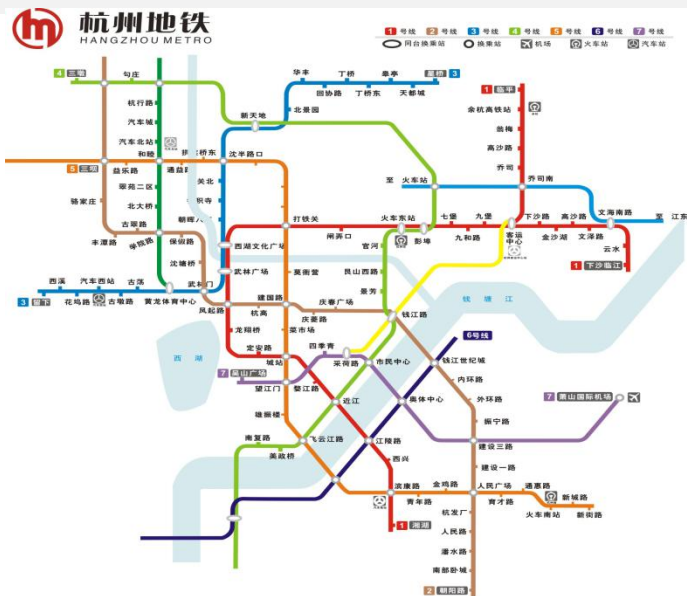 杭州地铁
HANGZHOU METRO
1 号线 2 号线 3 号线 4 号线 5 号线 6 号线 7 号线
同台换乘站 换乘站 机场 火车站 汽车站
4 三墩
勾庄
华丰
丁桥
皋亭
星桥 3
回协路
丁桥东
天都城
1 临平
杭行路
新天地
北景园
余杭高铁站
翁梅
汽车城
汽车北站
高沙路
和睦
沈半路口
乔司
5 三坝
益乐路
通益路
至 火车站
乔司南
骆家庄
翠苑二区
北大桥
古翠路
打铁关
火车东站
七堡
九堡
下沙路
高沙路
文海南路
至 江东
丰潭路
学院路
保俶路
西湖文化广场
闸弄口
官河
彭埠
九和路
客运中心
金沙湖
文泽路
云水
沈塘桥
武林广场
艮山西路
1 下沙临江
西溪
汽车西站
古荡
武林门
建国路
庆春广场
景芳
3 留下
花坞路
古墩路
黄龙体育中心
凤起路
杭高
庆菱路
钱江路
钱塘江
龙翔桥
菜市场
6号线
西湖
定安路
城站
四季青
采荷路
市民中心
钱江世纪城
7 吴山广场
望江门
婺江路
内环路
近江
奥体中心
外环路
7 萧山国际机场
南复路
飞云江路
江陵路
振宁路
美政桥
建设三路
西兴
建设一路
滨康路
金鸡路
人民广场
通惠路
新城路
青年路
育才路
火车南站
新街路
1 湘湖
杭发厂
人民路
潘水路
南部卧城
2 朝阳路